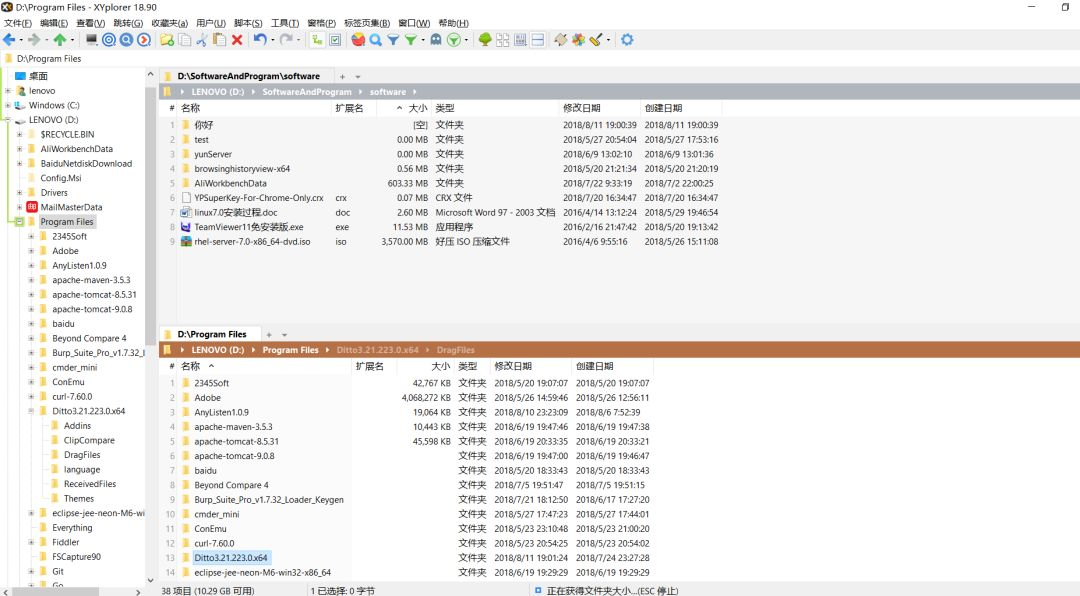 D:\Program Files - XYplorer 18.90
文件(F) 编辑(E) 查看(V) 跳转(G) 收藏夹(a) 用户(U) 脚本(S) 工具(T) 窗格(P) 标签页集(B) 窗口(W) 帮助(H)
D:\Program Files
桌面
lenovo
Windows (C:)
LENOVO (D:)
$RECYCLE.BIN
AliWorkbenchData
BaiduNetdiskDownload
Config.Msi
Drivers
MailMasterData
Program Files
2345Soft
Adobe
AnyListen1.0.9
apache-maven-3.5.3
apache-tomcat-8.5.31
apache-tomcat-9.0.8
baidu
Beyond Compare 4
Burp_Suite_Pro_v1.7.32_l
cmder_mini
ConEmu
curl-7.60.0
Ditto3.21.223.0.x64
Addins
ClipCompare
DragFiles
language
ReceivedFiles
Themes
eclipse-jee-neon-M6-wi
Everything
Fiddler
FSCapture90
Git
Go
D:\SoftwareAndProgram\software
LENOVO (D:) SoftwareAndProgram software
# 名称 扩展名 大小 类型 修改日期 创建日期
1 你好 [空] 文件夹 2018/8/11 19:00:39 2018/8/11 19:00:39
2 test 0.00 MB 文件夹 2018/5/27 20:54:04 2018/5/27 17:53:16
3 yunServer 0.00 MB 文件夹 2018/6/9 13:02:10 2018/6/9 13:01:36
4 browsinghistoryview-x64 0.56 MB 文件夹 2018/5/20 21:21:34 2018/5/20 21:20:19
5 AliWorkbenchData 603.33 MB 文件夹 2018/7/22 9:33:19 2018/7/2 22:00:25
6 YPSuperKey-For-Chrome-Only.crx crx 0.07 MB CRX 文件 2018/7/20 16:34:47 2018/7/20 16:34:47
7 linux7.0安装过程.doc doc 2.60 MB Microsoft Word 97 - 2003 文档 2016/4/14 13:12:24 2018/5/29 19:46:54
8 TeamViewer11免安装版.exe exe 11.53 MB 应用程序 2016/2/16 21:47:42 2018/5/20 19:13:42
9 rhel-server-7.0-x86_64-dvd.iso iso 3,570.00 MB 好压 ISO 压缩文件 2016/4/6 9:55:16 2018/5/26 15:11:08
D:\Program Files
LENOVO (D:) Program Files Ditto3.21.223.0.x64 DragFiles
# 名称 扩展名 大小 类型 修改日期 创建日期
1 2345Soft 42,767 KB 文件夹 2018/5/20 19:07:07 2018/5/20 19:07:07
2 Adobe 4,068,272 KB 文件夹 2018/5/26 14:59:46 2018/5/26 12:56:11
3 AnyListen1.0.9 19,064 KB 文件夹 2018/8/10 23:23:09 2018/8/6 7:52:39
4 apache-maven-3.5.3 10,443 KB 文件夹 2018/6/19 19:47:46 2018/6/19 19:47:38
5 apache-tomcat-8.5.31 45,598 KB 文件夹 2018/6/19 20:33:35 2018/6/19 20:33:21
6 apache-tomcat-9.0.8 文件夹 2018/6/19 19:47:00 2018/6/19 19:46:47
7 baidu 文件夹 2018/5/20 18:33:43 2018/5/20 18:33:43
8 Beyond Compare 4 文件夹 2018/7/5 19:51:47 2018/7/5 19:51:15
9 Burp_Suite_Pro_v1.7.32_Loader_Keygen 文件夹 2018/7/21 18:12:50 2018/6/17 17:27:20
10 cmder_mini 文件夹 2018/5/27 17:47:23 2018/5/27 17:44:01
11 ConEmu 文件夹 2018/5/23 23:10:48 2018/5/23 21:00:20
12 curl-7.60.0 文件夹 2018/5/23 20:54:25 2018/5/23 20:54:02
13 Ditto3.21.223.0.x64 文件夹 2018/8/11 19:01:24 2018/7/24 23:27:28
14 eclipse-jee-neon-M6-win32-x86_64 文件夹 2018/6/19 19:29:29 2018/6/19 19:29:29
38 项目 (10.29 GB 可用) 1 已选择: 0 字节 正在获得文件夹大小...(ESC 停止)